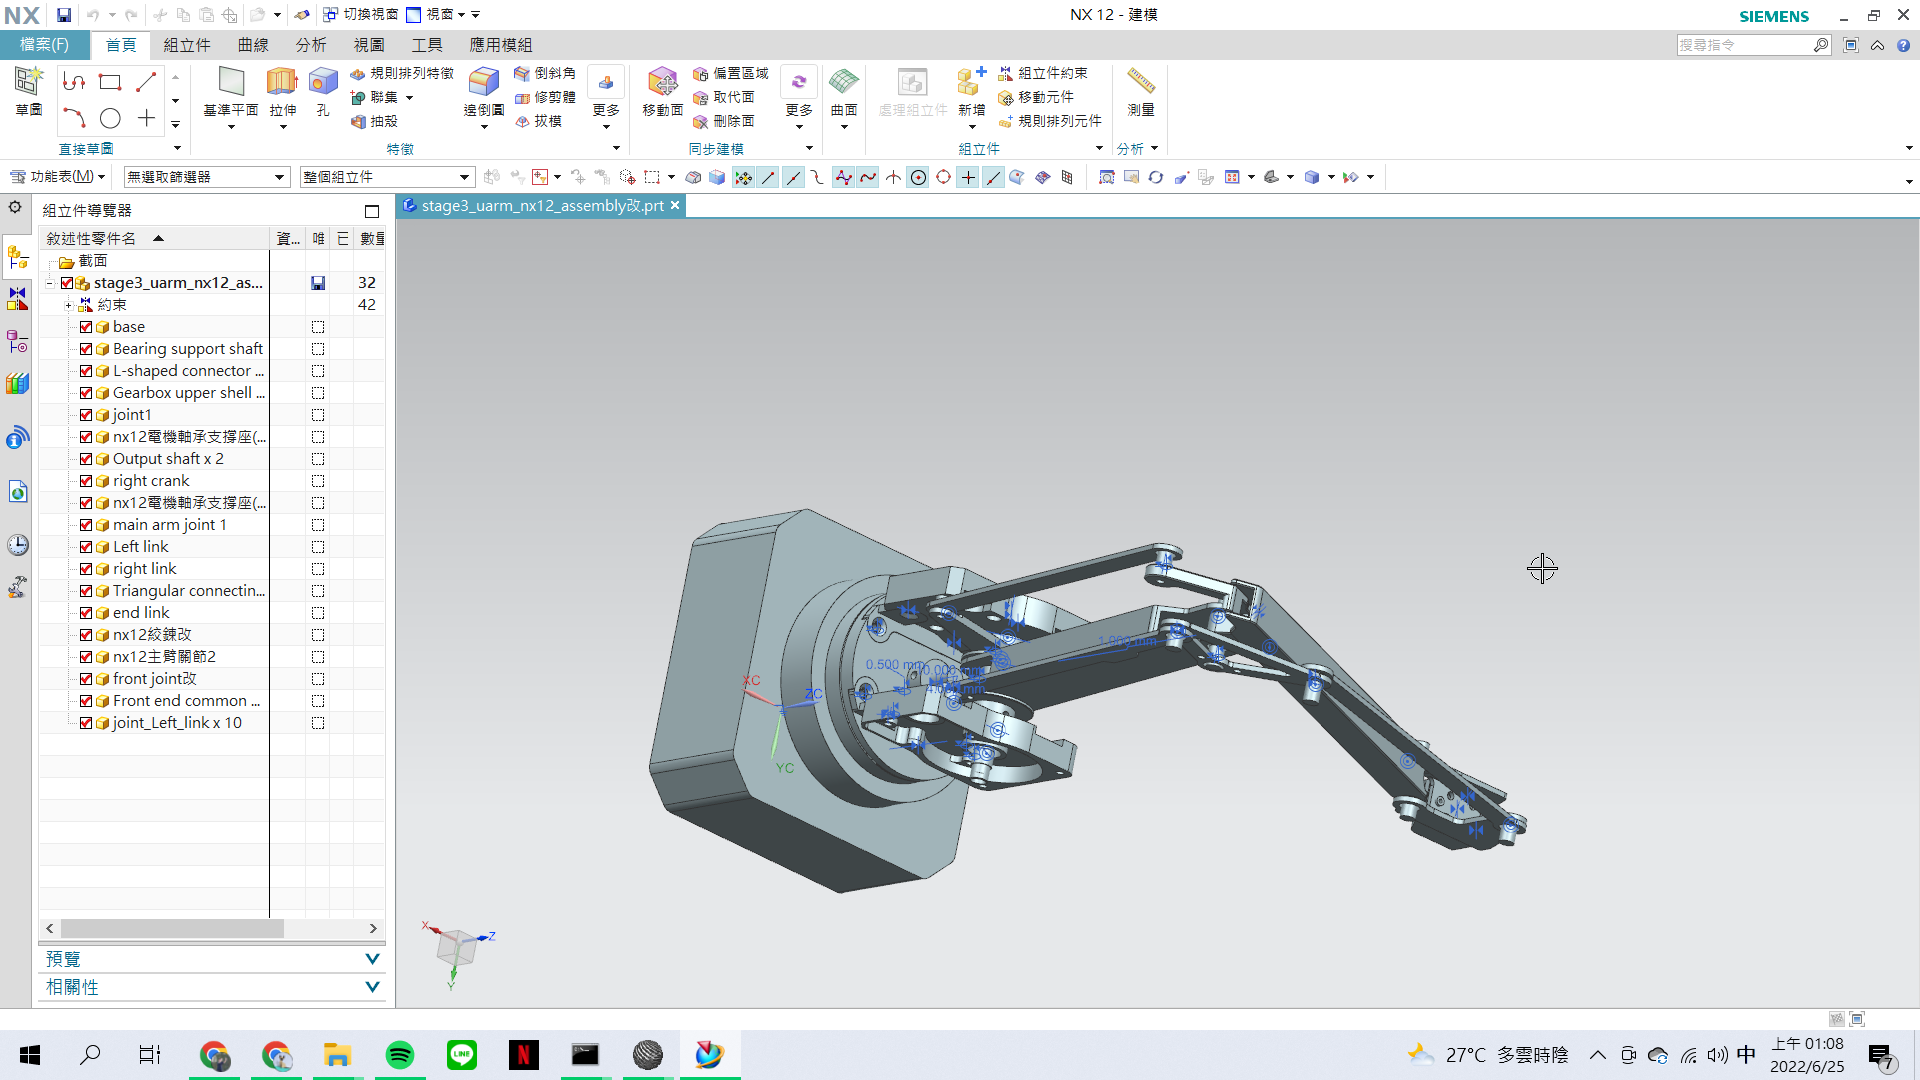 NX
切換視窗
視窗
NX 12 - 建模
SIEMENS
檔案(F)
首頁
組立件
曲線
分析
視圖
工具
應用模組
搜尋指令
草圖
直接草圖
基準平面
拉伸
孔
規則排列特徵
聯集
抽殼
邊倒圓
倒斜角
修剪體
拔模
更多
特徵
移動面
偏置區域
取代面
刪除面
更多
同步建模
曲面
處理組立件
新增
組立件約束
移動元件
規則排列元件
組立件
測量
分析
功能表(M)
無選取篩選器
整個組立件
組立件導覽器
stage3_uarm_nx12_assembly改.prt
敘述性零件名
資...
唯
已
數量
截面
stage3_uarm_nx12_as...
32
約束
42
base
Bearing support shaft
L-shaped connector ...
Gearbox upper shell ...
joint1
nx12電機軸承支撐座(...
Output shaft x 2
right crank
nx12電機軸承支撐座(...
main arm joint 1
Left link
right link
Triangular connectin...
end link
nx12絞鍊改
nx12主臂關節2
front joint改
Front end common ...
joint_Left_link x 10
預覽
相關性
1.000 mm
0.500 mm
XC
ZC
YC
X
Z
Y
LINE
N
27°C 多雲時陰
中
上午 01:08
2022/6/25
7